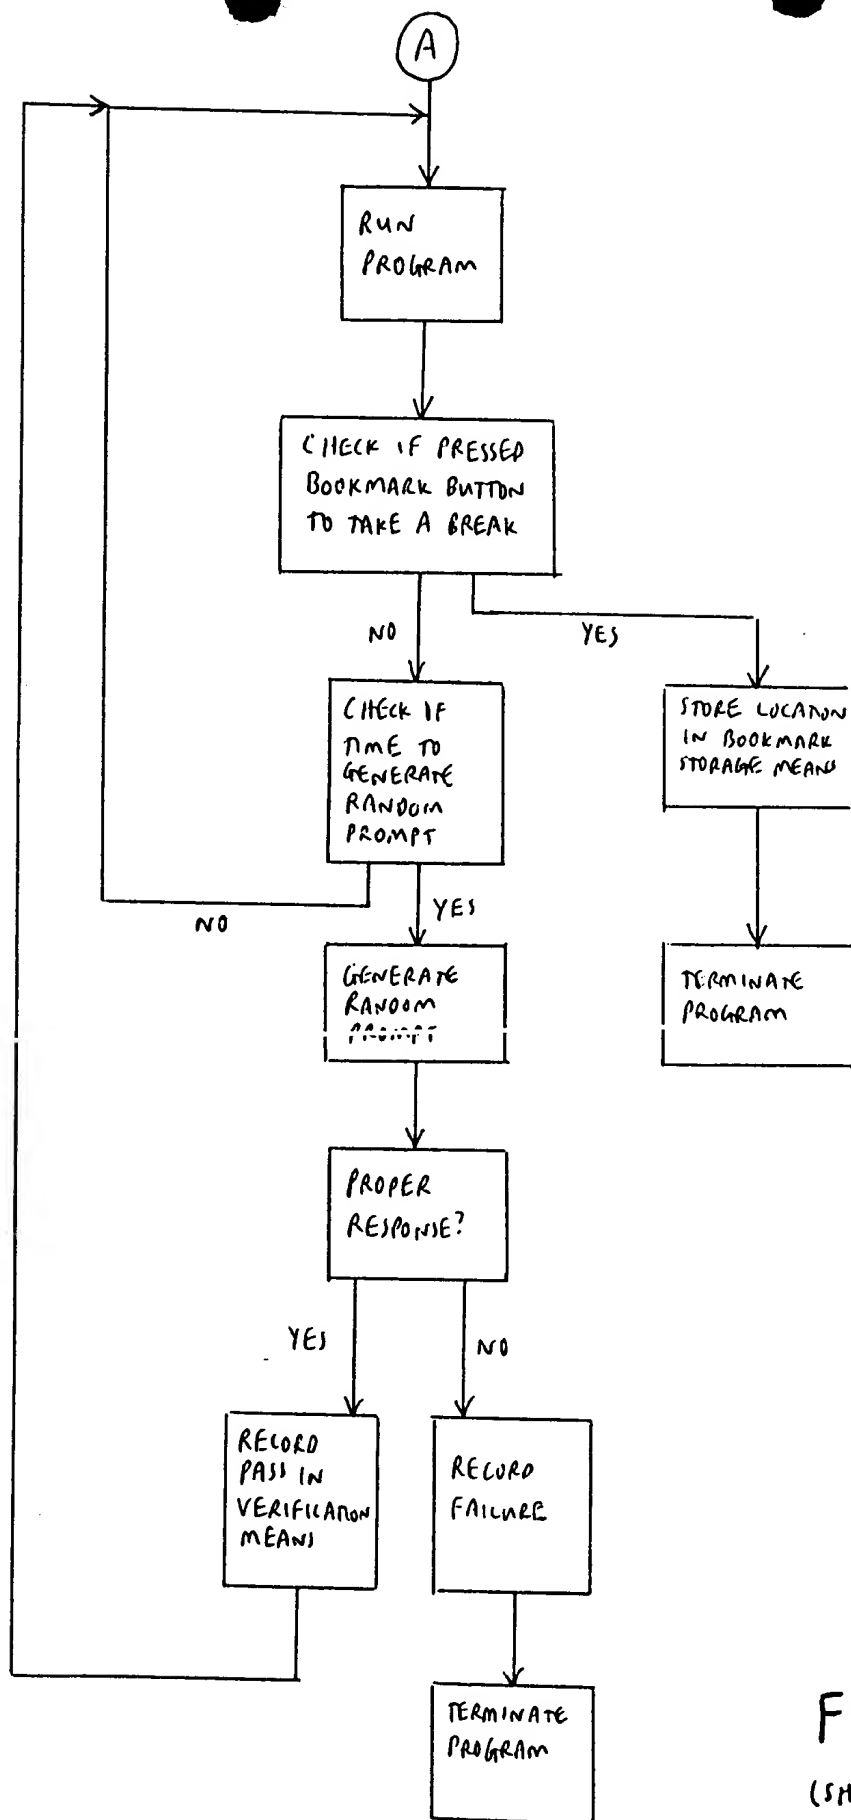 A
RUN
PROGRAM
CHECK IF PRESSED
BOOKMARK BUTTON
TO TAKE A BREAK
NO
YES
CHECK IF
TIME TO
GENERATE
RANDOM
PROMPT
STORE LOCATION
IN BOOKMARK
STORAGE MEANS
NO
YES
GENERATE
RANDOM
PROMPT
TERMINATE
PROGRAM
PROPER
RESPONSE?
YES
NO
RECORD
PASS IN
VERIFICATION
MEANS
RECORD
FAILURE
TERMINATE
PROGRAM
F